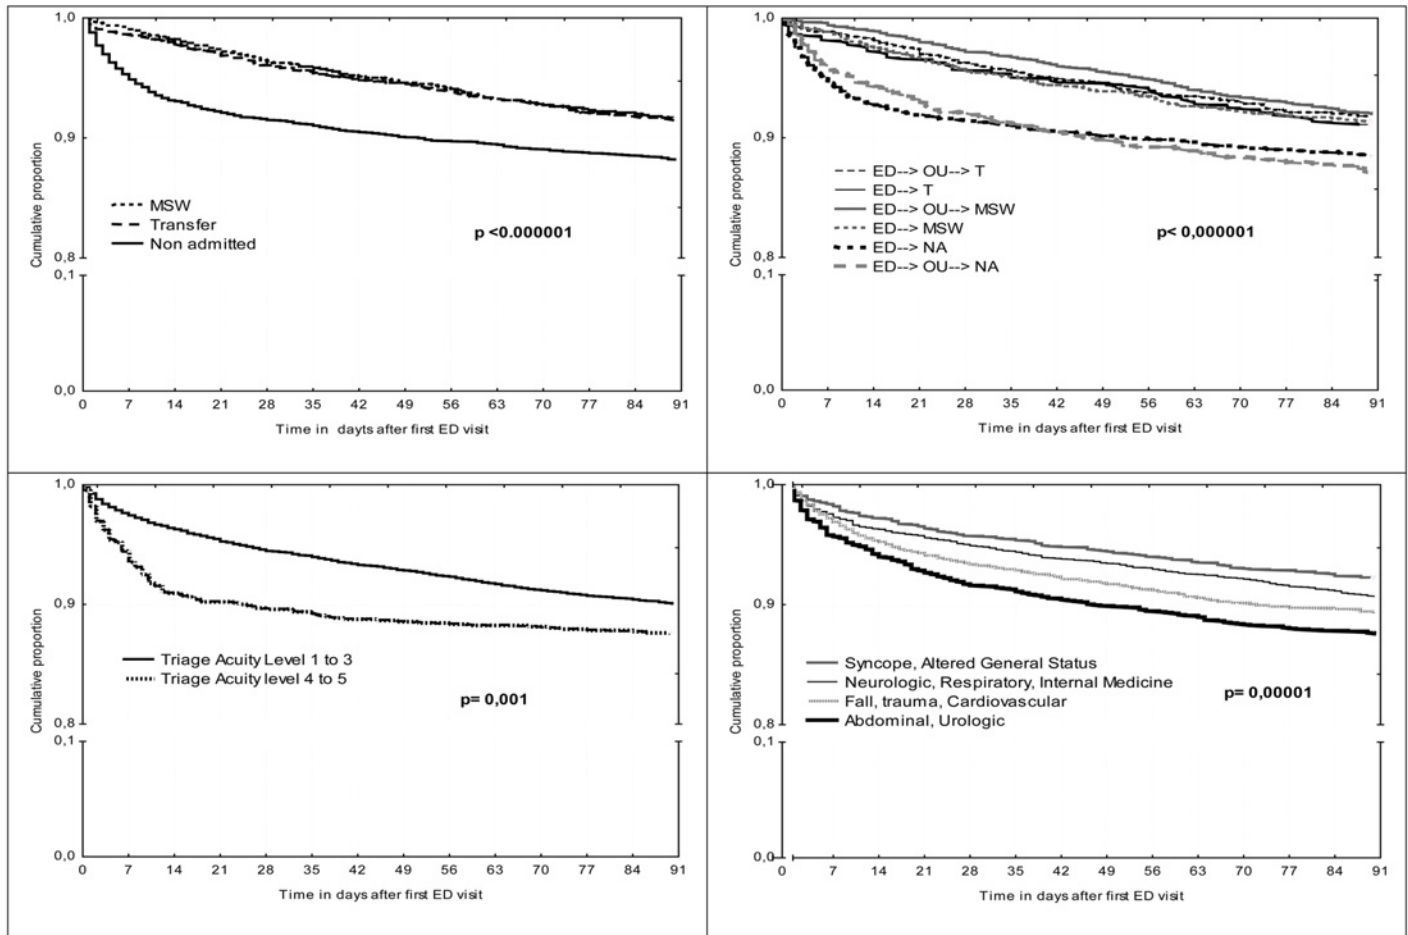 1,0
0,9
0,8
0,1
0,0
Cumulative proportion
MSW
Transfer
Non admitted
p <0.000001
0 7 14 21 28 35 42 49 56 63 70 77 84 91
Time in dayts after first ED visit
1,0
0,9
0,8
0,1
0,0
Cumulative proportion
ED--> OU--> T
ED--> T
ED--> OU--> MSW
ED--> MSW
ED--> NA
ED--> OU--> NA
p< 0,000001
0 7 14 21 28 35 42 49 56 63 70 77 84 91
Time in days after first ED visit
1,0
0,9
0,8
0,1
0,0
Cumulative proportion
Triage Acuity Level 1 to 3
Triage Acuity level 4 to 5
p= 0,001
0 7 14 21 28 35 42 49 56 63 70 77 84 91
Time in days after first ED visit
1,0
0,9
0,8
0,1
0,0
Cumulative proportion
Syncope, Altered General Status
Neurologic, Respiratory, Internal Medicine
Fall, trauma, Cardiovascular
Abdominal, Urologic
p= 0,00001
7 14 21 28 35 42 49 56 63 70 77 84 91
Time in days after first ED visit